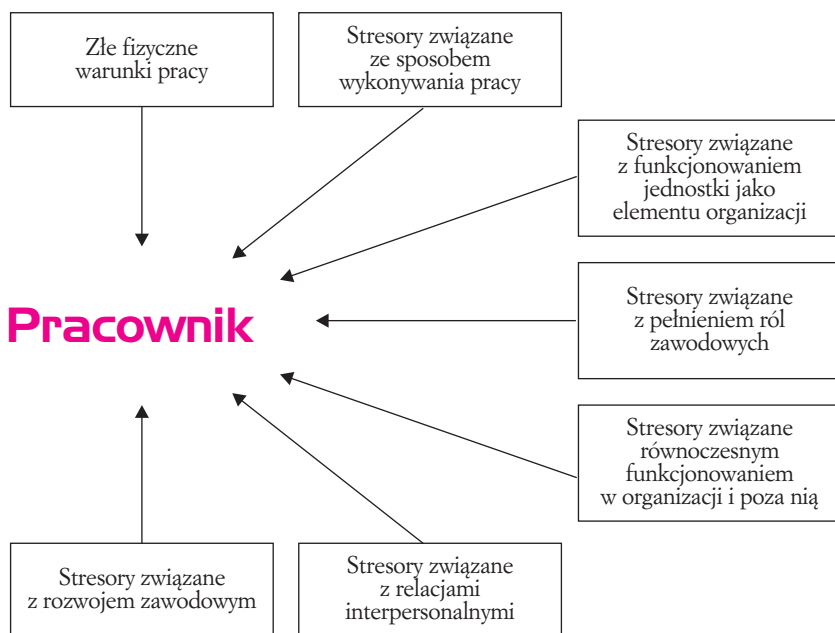 Złe fizyczne
warunki pracy
Stresory związane
ze sposobem
wykonywania pracy
Stresory związane
z funkcjonowaniem
jednostki jako
elementu organizacji
Stresory związane
z pełnieniem ról
zawodowych
Pracownik
Stresory związane
równoczesnym
funkcjonowaniem
w organizacji i poza nią
Stresory związane
z rozwojem zawodowym
Stresory związane
z relacjami
interpersonalnymi